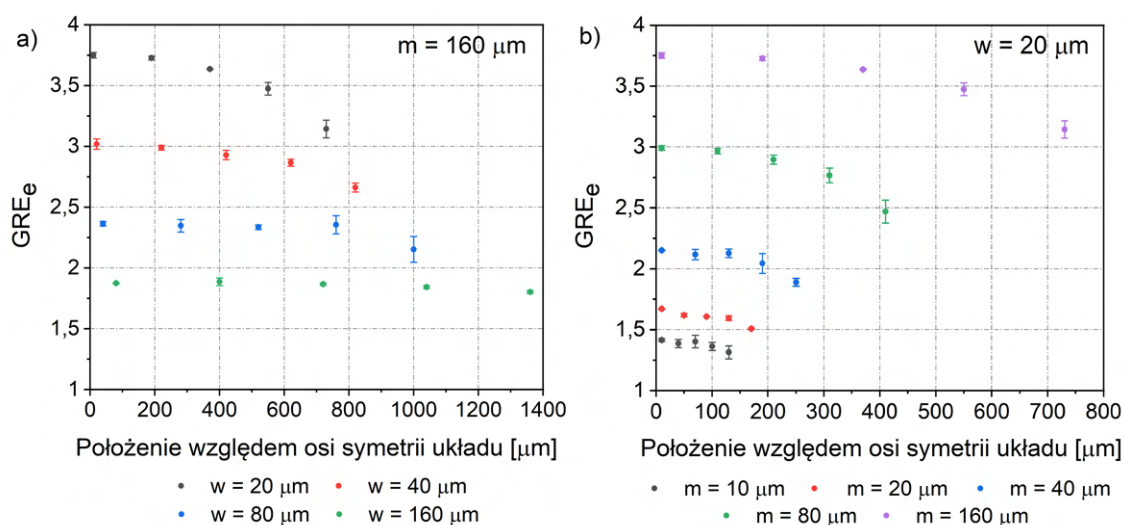 a)
m = 160 μm
4
3,5
3
2,5
2
1,5
1
GREe
0 200 400 600 800 1000 1200 1400
Położenie względem osi symetrii układu [μm]
w = 20 μm w = 40 μm
w = 80 μm w = 160 μm
b)
w = 20 μm
4
3,5
3
2,5
2
1,5
1
GREe
0 100 200 300 400 500 600 700 800
Położenie względem osi symetrii układu [μm]
m = 10 μm m = 20 μm m = 40 μm
m = 80 μm m = 160 μm